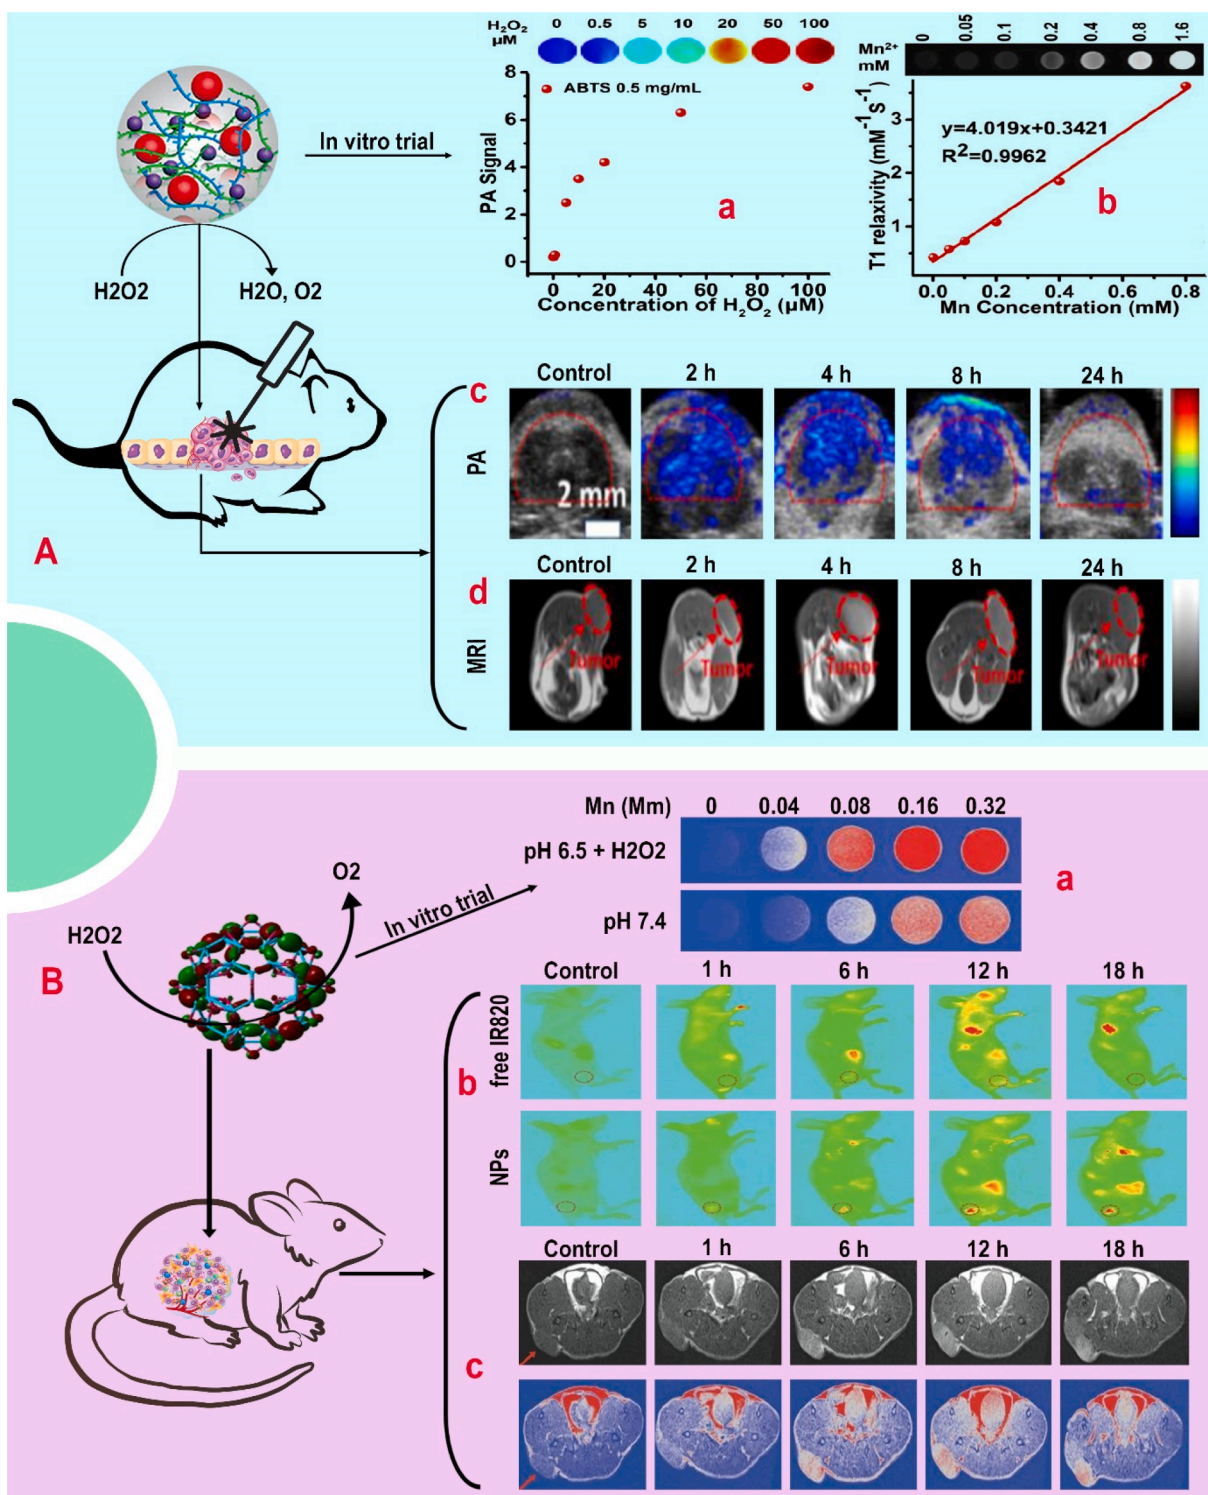 H₂O₂ 0 0.5 5 10 20 50 100
µM
8
6
4
2
0
ABTS 0.5 mg/mL
PA Signal
a
0 20 40 60 80 100
Concentration of H₂O₂ (µM)
0 0.05 0.1 0.2 0.4 0.8 1.6
Mn²⁺
mM
T1 relaxivity (mM⁻¹S⁻¹)
3
2
1
y=4.019x+0.3421
R²=0.9962
b
0.0 0.2 0.4 0.6 0.8
Mn Concentration (mM)
In vitro trial
H2O2
H2O, O2
A
c
PA
Control 2 h 4 h 8 h 24 h
2 mm
d
MRI
Control 2 h 4 h 8 h 24 h
Tumor Tumor Tumor Tumor Tumor
B
H2O2
O2
In vitro trial
Mn (Mm) 0 0.04 0.08 0.16 0.32
pH 6.5 + H2O2
pH 7.4
a
b
Control 1 h 6 h 12 h 18 h
free IR820
NPs
c
Control 1 h 6 h 12 h 18 h